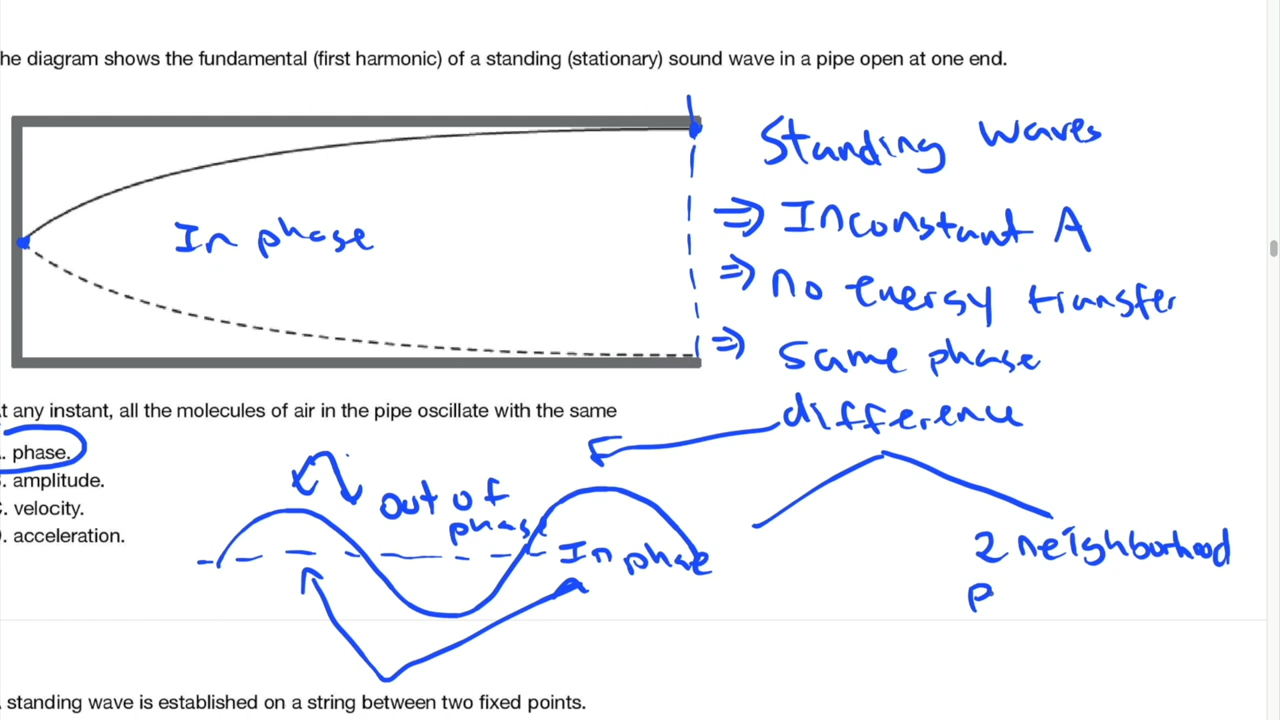 he diagram shows the fundamental (first harmonic) of a standing (stationary) sound wave in a pipe open at one end.
Standing waves
In phase
⇒ Inconstant A
⇒ no energy transfer
⇒ same phase
difference
t any instant, all the molecules of air in the pipe oscillate with the same
. phase.
. amplitude.
. velocity.
. acceleration.
out of
phase
In phase
2 neighborhood
P
standing wave is established on a string between two fixed points.